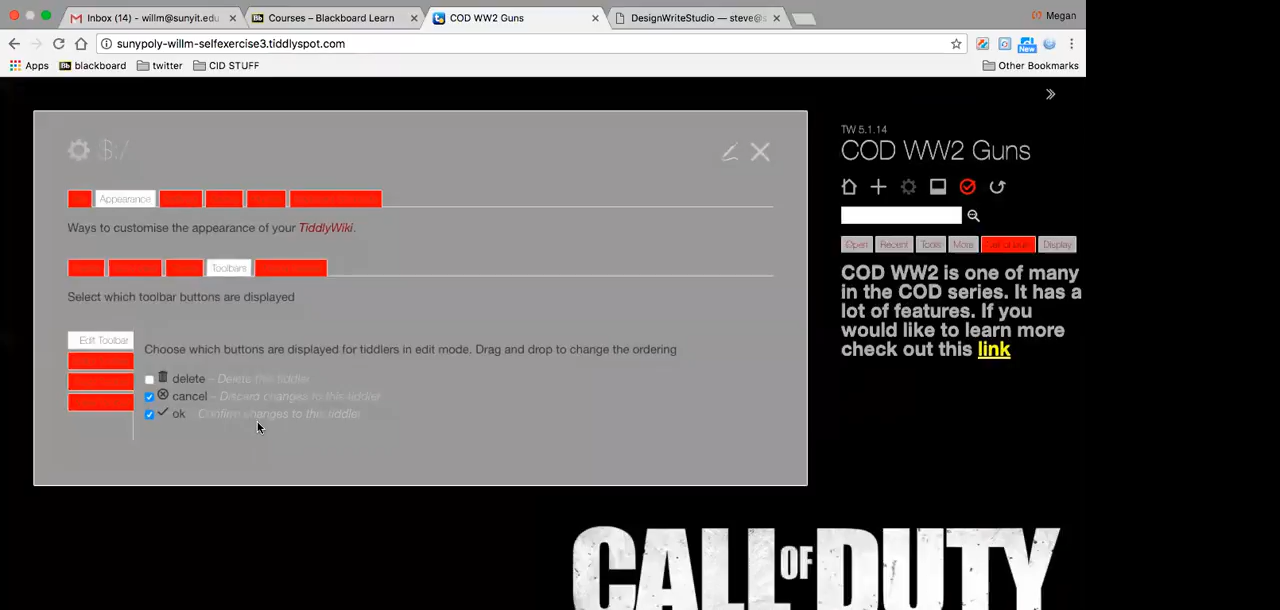 Inbox (14) - willm@sunyit.edu
Courses – Blackboard Learn
COD WW2 Guns
DesignWriteStudio — steve@s
Megan
sunypoly-willm-selfexercise3.tiddlyspot.com
New
Apps
Bb blackboard
twitter
CID STUFF
Other Bookmarks
$:/
TW 5.1.14
COD WW2 Guns
Appearance
Ways to customise the appearance of your TiddlyWiki.
Open
Recent
Tools
More
Display
Toolbars
COD WW2 is one of many
in the COD series. It has a
lot of features. If you
would like to learn more
check out this link
Select which toolbar buttons are displayed
Edit Toolbar
Choose which buttons are displayed for tiddlers in edit mode. Drag and drop to change the ordering
delete – Delete this tiddler
cancel – Discard changes to this tiddler
ok – Confirm changes to this tiddler
CALL OF DUTY